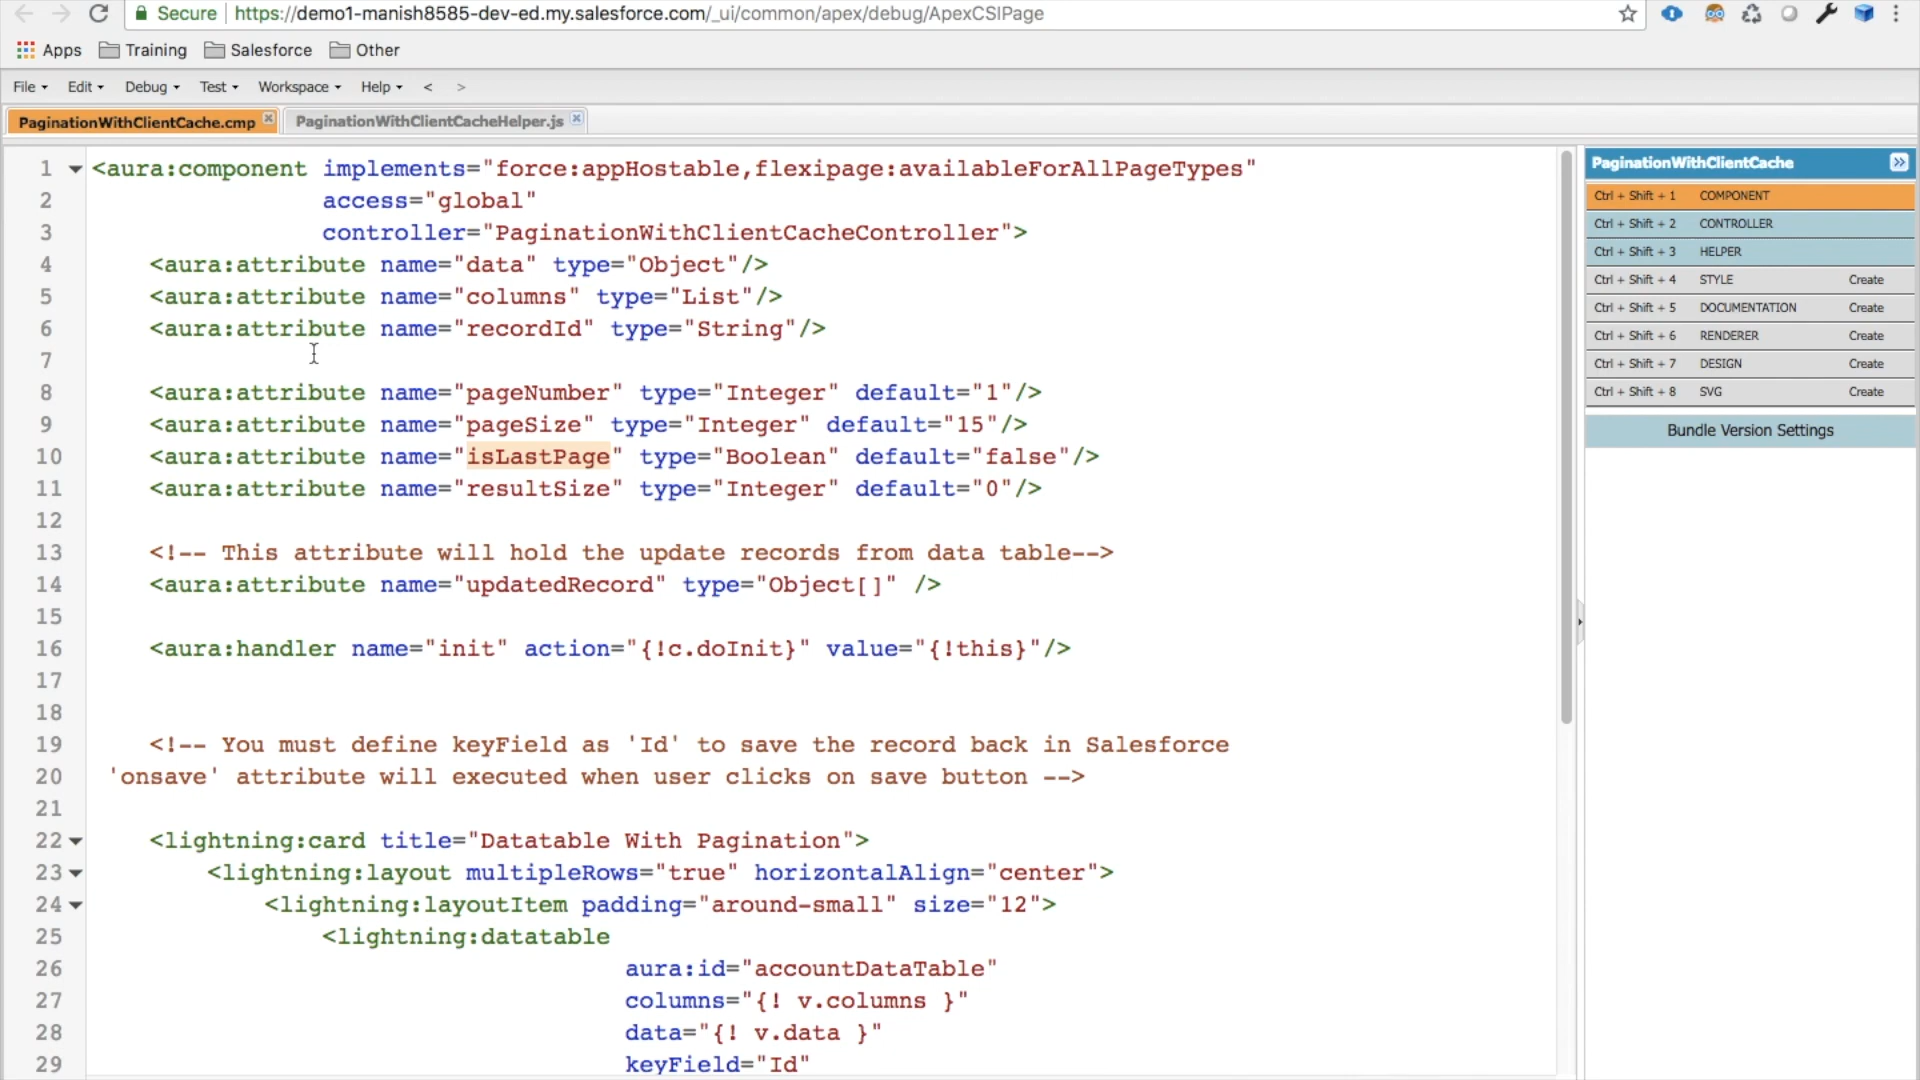 Secure https://demo1-manish8585-dev-ed.my.salesforce.com/_ui/common/apex/debug/ApexCSIPage
Apps Training Salesforce Other
File Edit Debug Test Workspace Help < >
PaginationWithClientCache.cmp PaginationWithClientCacheHelper.js
1 <aura:component implements="force:appHostable,flexipage:availableForAllPageTypes"
2 access="global"
3 controller="PaginationWithClientCacheController">
4 <aura:attribute name="data" type="Object"/>
5 <aura:attribute name="columns" type="List"/>
6 <aura:attribute name="recordId" type="String"/>
7
8 <aura:attribute name="pageNumber" type="Integer" default="1"/>
9 <aura:attribute name="pageSize" type="Integer" default="15"/>
10 <aura:attribute name="isLastPage" type="Boolean" default="false"/>
11 <aura:attribute name="resultSize" type="Integer" default="0"/>
12
13 <!-- This attribute will hold the update records from data table-->
14 <aura:attribute name="updatedRecord" type="Object[]" />
15
16 <aura:handler name="init" action="{!c.doInit}" value="{!this}"/>
17
18
19 <!-- You must define keyField as 'Id' to save the record back in Salesforce
20 'onsave' attribute will executed when user clicks on save button -->
21
22 <lightning:card title="Datatable With Pagination">
23 <lightning:layout multipleRows="true" horizontalAlign="center">
24 <lightning:layoutItem padding="around-small" size="12">
25 <lightning:datatable
26 aura:id="accountDataTable"
27 columns="{! v.columns }"
28 data="{! v.data }"
29 keyField="Id"
PaginationWithClientCache
Ctrl + Shift + 1 COMPONENT
Ctrl + Shift + 2 CONTROLLER
Ctrl + Shift + 3 HELPER
Ctrl + Shift + 4 STYLE Create
Ctrl + Shift + 5 DOCUMENTATION Create
Ctrl + Shift + 6 RENDERER Create
Ctrl + Shift + 7 DESIGN Create
Ctrl + Shift + 8 SVG Create
Bundle Version Settings